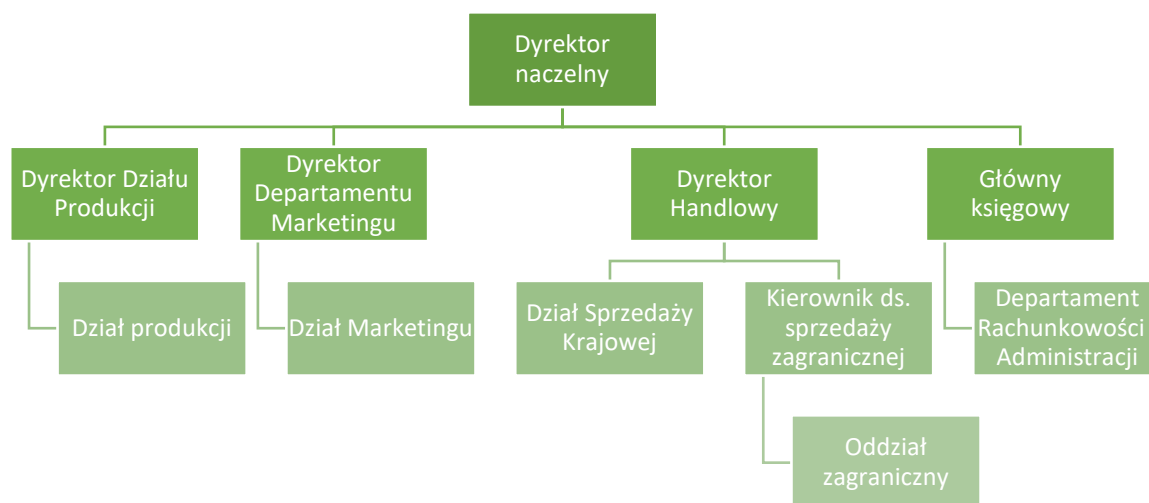 Dyrektor
naczelny
Dyrektor Działu
Produkcji
Dyrektor
Departamentu
Marketingu
Dyrektor
Handlowy
Główny
księgowy
Dział produkcji
Dział Marketingu
Dział Sprzedaży
Krajowej
Kierownik ds.
sprzedaży
zagranicznej
Departament
Rachunkowości
Administracji
Oddział
zagraniczny